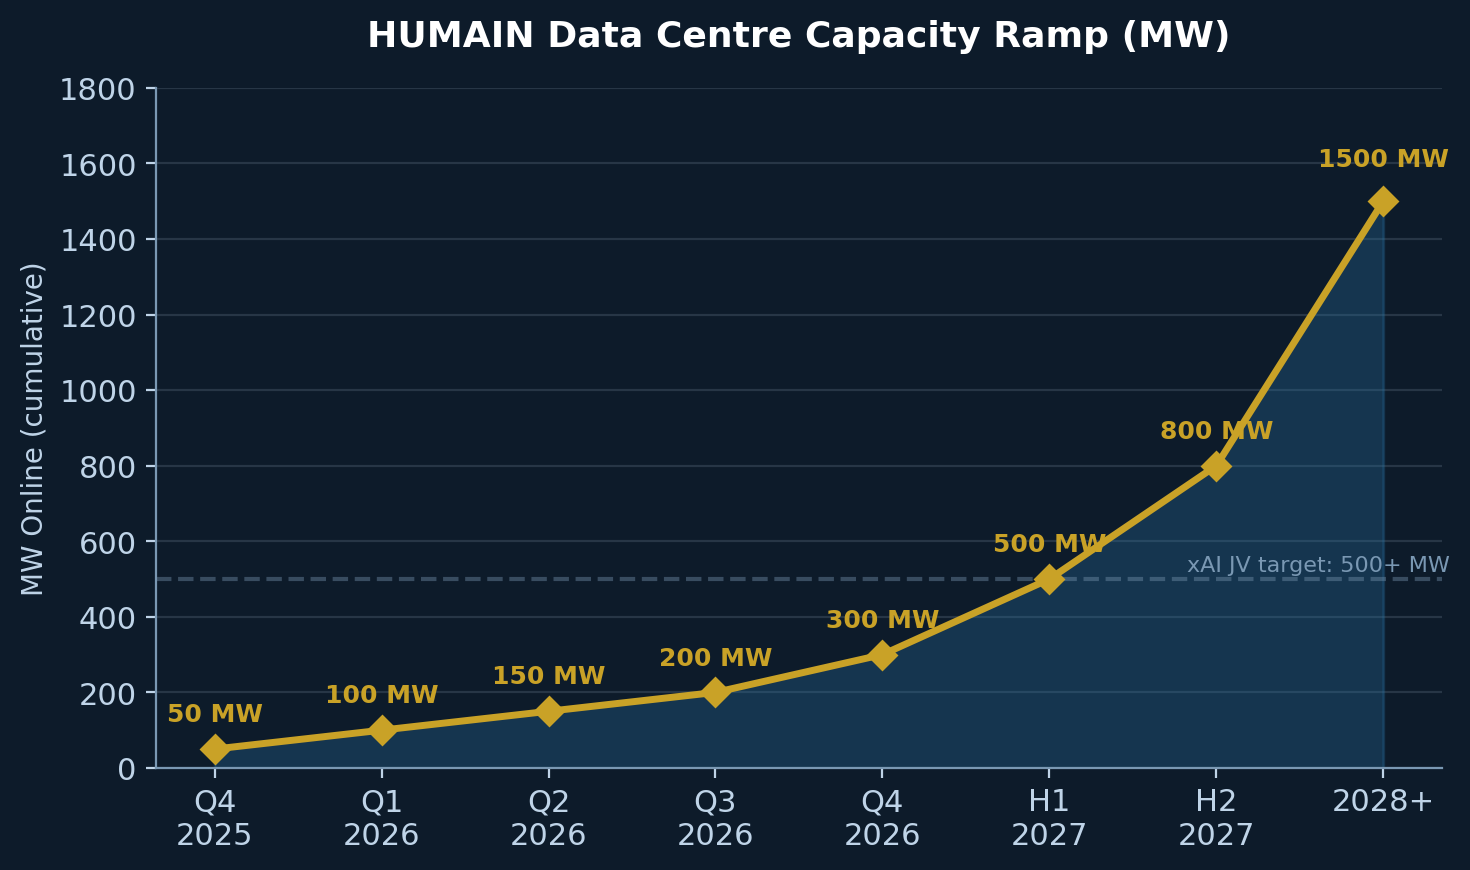 HUMAIN Data Centre Capacity Ramp (MW)
MW Online (cumulative)
1800
1600
1400
1200
1000
800
600
400
200
0
50 MW
100 MW
150 MW
200 MW
300 MW
500 MW
800 MW
1500 MW
xAI JV target: 500+ MW
Q4
2025
Q1
2026
Q2
2026
Q3
2026
Q4
2026
H1
2027
H2
2027
2028+